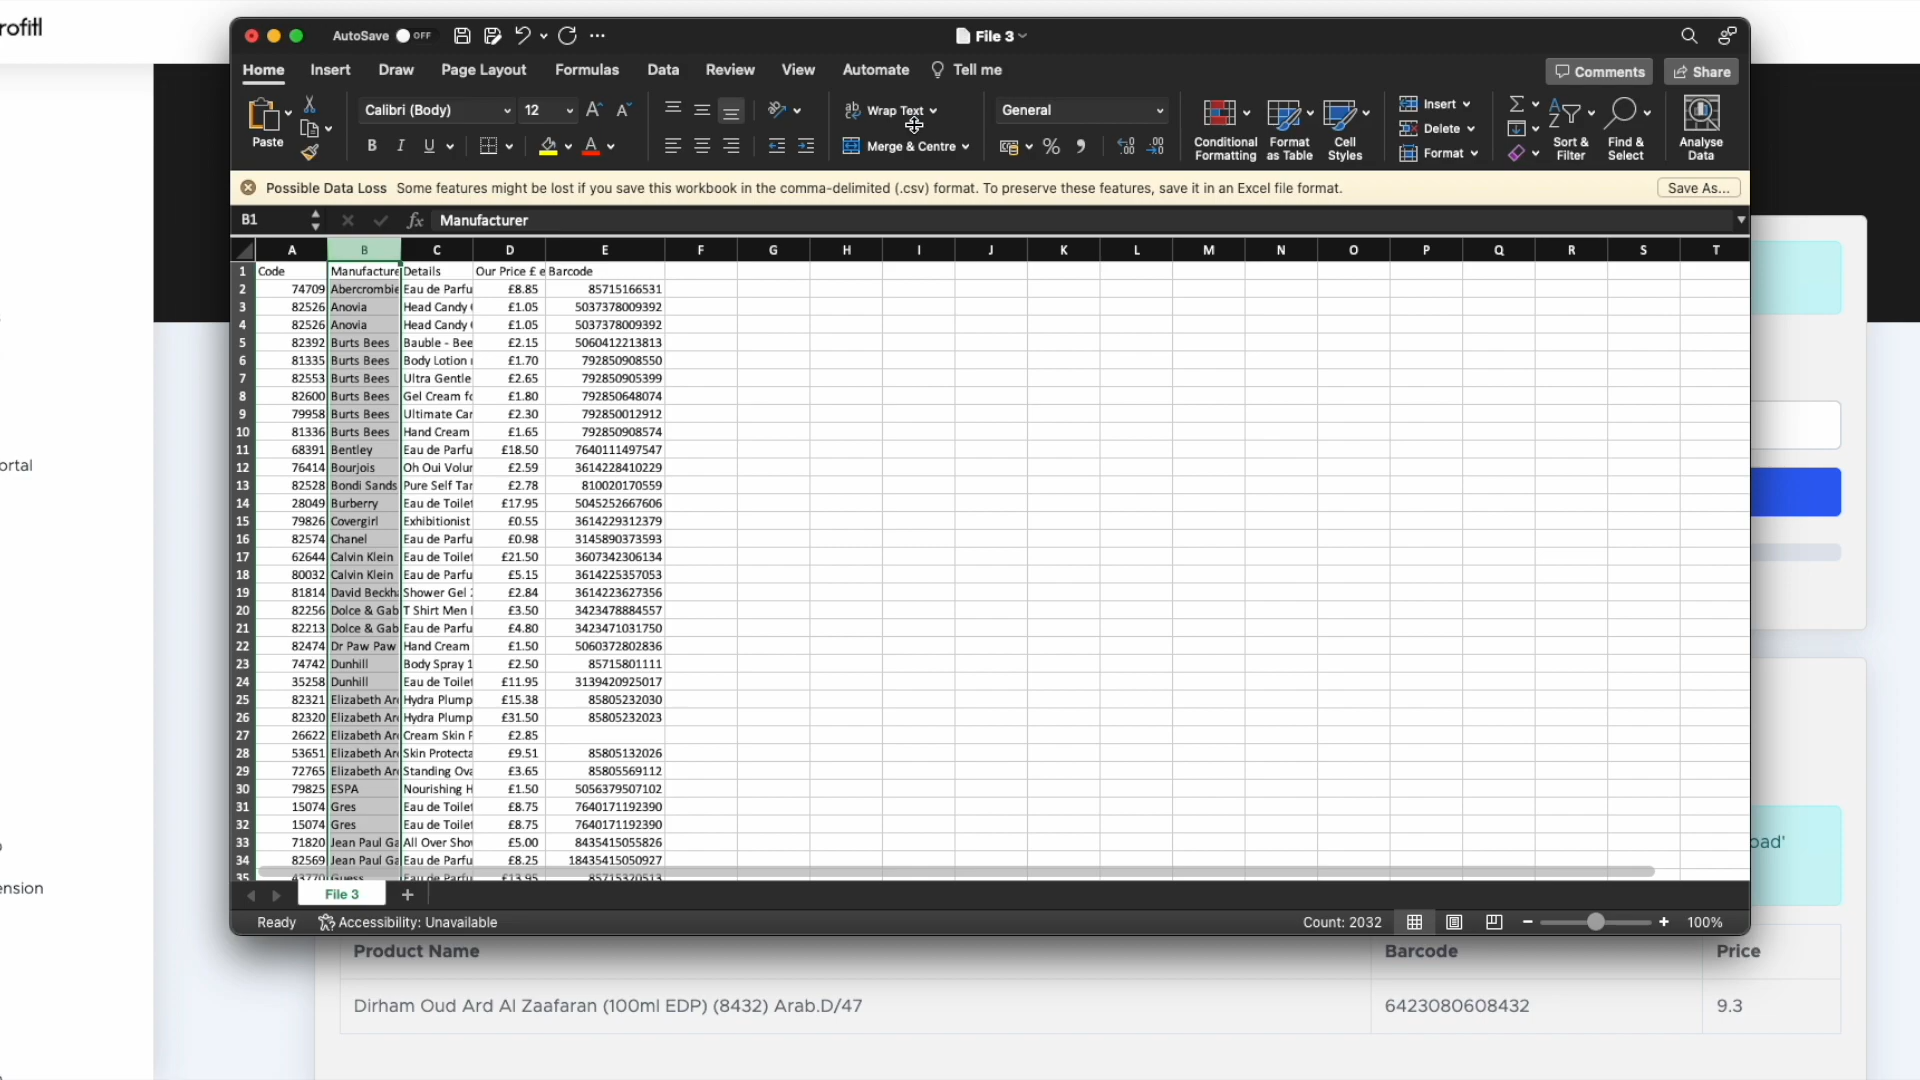 rofitl
AutoSave OFF
File 3
Home Insert Draw Page Layout Formulas Data Review View Automate Tell me
Comments Share
Paste
Calibri (Body) 12
Wrap Text
Merge & Centre
General
Conditional Formatting
Format as Table
Cell Styles
Insert
Delete
Format
Sort & Filter
Find & Select
Analyse Data
Possible Data Loss Some features might be lost if you save this workbook in the comma-delimited (.csv) format. To preserve these features, save it in an Excel file format. Save As...
B1 fx Manufacturer
A B C D E F G H I J K L M N O P Q R S T
1 Code Manufacture Details Our Price £ e Barcode
2 74709 Abercrombie Eau de Parfu £8.85 85715166531
3 82526 Anovia Head Candy £1.05 5037378009392
4 82526 Anovia Head Candy £1.05 5037378009392
5 82392 Burts Bees Bauble - Bee £2.15 5060412213813
6 81335 Burts Bees Body Lotion £1.70 792850908550
7 82553 Burts Bees Ultra Gentle £2.65 792850905399
8 82600 Burts Bees Gel Cream fo £1.80 792850648074
9 79958 Burts Bees Ultimate Car £2.30 792850012912
10 81336 Burts Bees Hand Cream £1.65 792850908574
11 68391 Bentley Eau de Parfu £18.50 7640111497547
12 76414 Bourjois Oh Oui Volur £2.59 3614228410229
13 82528 Bondi Sands Pure Self Tar £2.78 810020170559
14 28049 Burberry Eau de Toilet £17.95 5045252667606
15 79826 Covergirl Exhibitionist £0.55 3614229312379
16 82574 Chanel Eau de Parfu £0.98 3145890373593
17 62644 Calvin Klein Eau de Toilet £21.50 3607342306134
18 80032 Calvin Klein Eau de Parfu £5.15 3614225357053
19 81814 David Beckh Shower Gel £2.84 3614223627356
20 82256 Dolce & Gab T Shirt Men £3.50 3423478884557
21 82213 Dolce & Gab Eau de Parfu £4.80 3423471031750
22 82474 Dr Paw Paw Hand Cream £1.50 5060372802836
23 74742 Dunhill Body Spray 1 £2.50 85715801111
24 35258 Dunhill Eau de Toilet £11.95 3139420925017
25 82321 Elizabeth Ar Hydra Plump £15.38 85805232030
26 82320 Elizabeth Ar Hydra Plump £31.50 85805232023
27 26622 Elizabeth Ar Cream Skin F £2.85
28 53651 Elizabeth Ar Skin Protecta £9.51 85805132026
29 72765 Elizabeth Ar Standing Ova £3.65 85805569112
30 79825 ESPA Nourishing H £1.50 5056379507102
31 15074 Gres Eau de Toilet £8.75 7640171192390
32 15074 Gres Eau de Toilet £8.75 7640171192390
33 71820 Jean Paul Ga All Over Show £5.00 8435415055826
34 82569 Jean Paul Ga Eau de Parfu £8.25 18435415050927
35 43770 Guess Eau de Parfu £13.95 85715320513
File 3
Ready Accessibility: Unavailable Count: 2032 100%
ortal
oad'
ension
Product Name Barcode Price
Dirham Oud Ard Al Zaafaran (100ml EDP) (8432) Arab.D/47 6423080608432 9.3